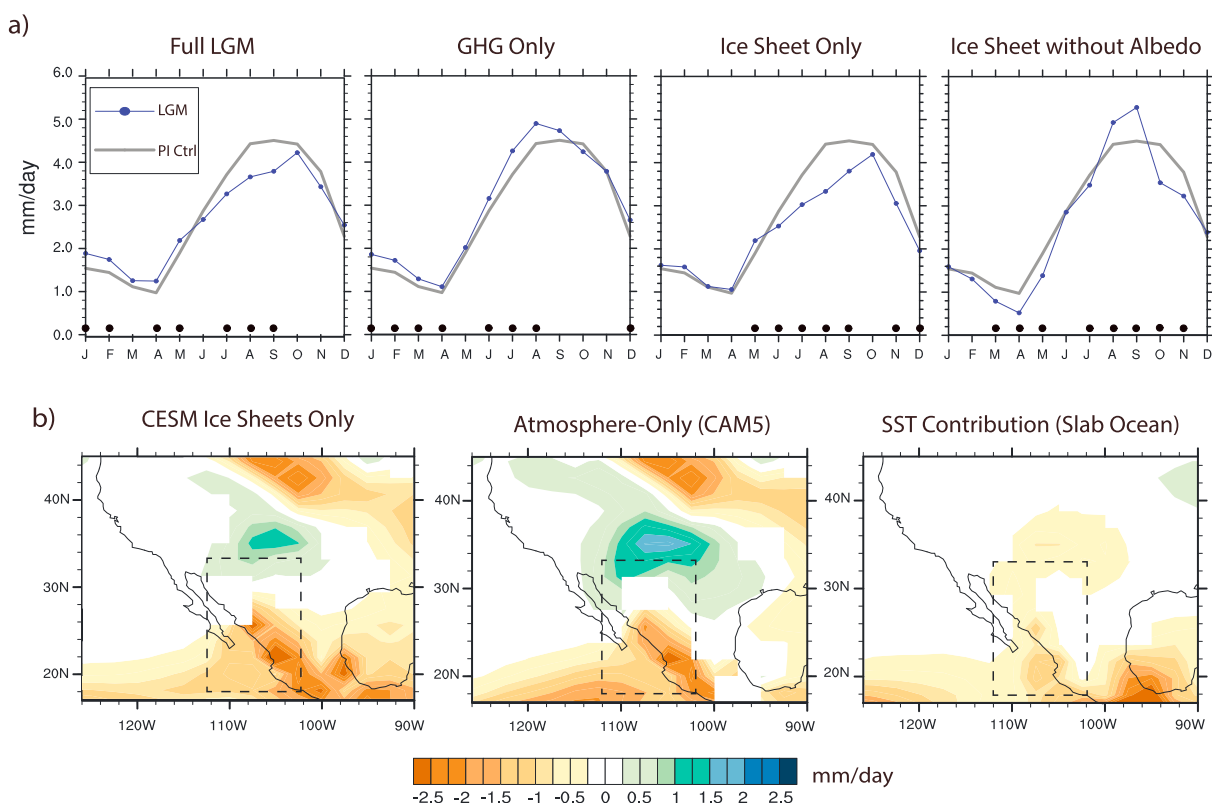 a)
Full LGM GHG Only Ice Sheet Only Ice Sheet without Albedo
6.0
5.0
4.0
3.0
2.0
1.0
0.0
mm/day
LGM
PI Ctrl
J F M A M J J A S O N D J F M A M J J A S O N D J F M A M J J A S O N D J F M A M J J A S O N D
b)
CESM Ice Sheets Only Atmosphere-Only (CAM5) SST Contribution (Slab Ocean)
40N 40N 40N
30N 30N 30N
20N 20N 20N
120W 110W 100W 90W 120W 110W 100W 90W 120W 110W 100W 90W
-2.5 -2 -1.5 -1 -0.5 0 0.5 1 1.5 2 2.5 mm/day